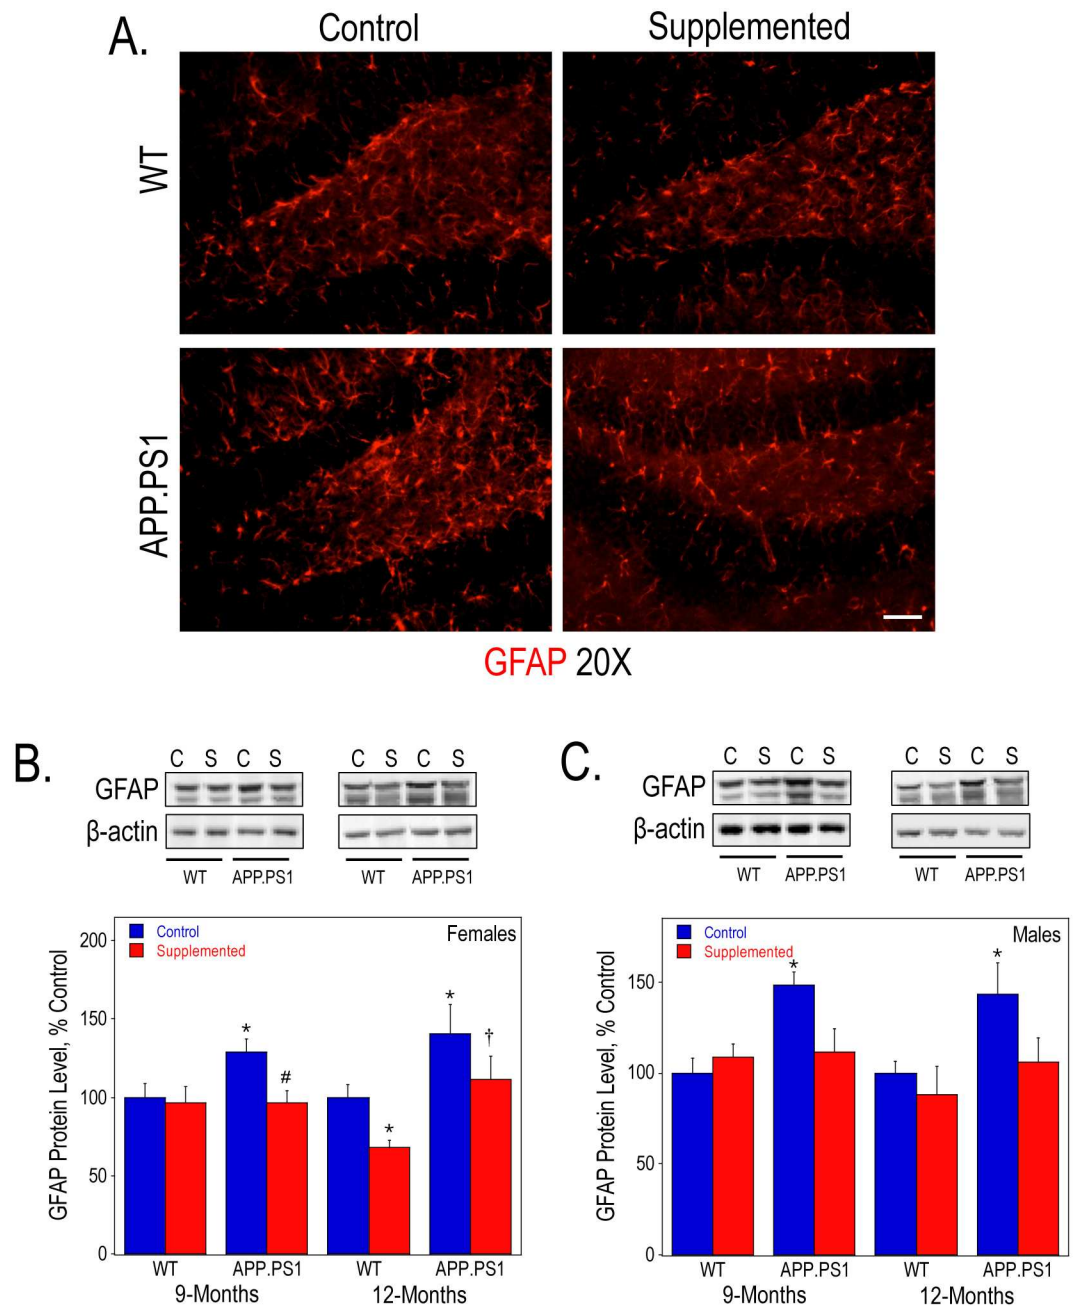 A.
Control
Supplemented
WT
APP.PS1
GFAP 20X
B.
C S C S
C S C S
GFAP
β-actin
WT APP.PS1
WT APP.PS1
200
150
100
50
0
GFAP Protein Level, % Control
Control
Supplemented
Females
*
#
*
*
†
WT APP.PS1 WT APP.PS1
9-Months 12-Months
C.
C S C S
C S C S
GFAP
β-actin
WT APP.PS1
WT APP.PS1
150
100
50
0
GFAP Protein Level, % Control
Control
Supplemented
Males
*
*
WT APP.PS1 WT APP.PS1
9-Months 12-Months